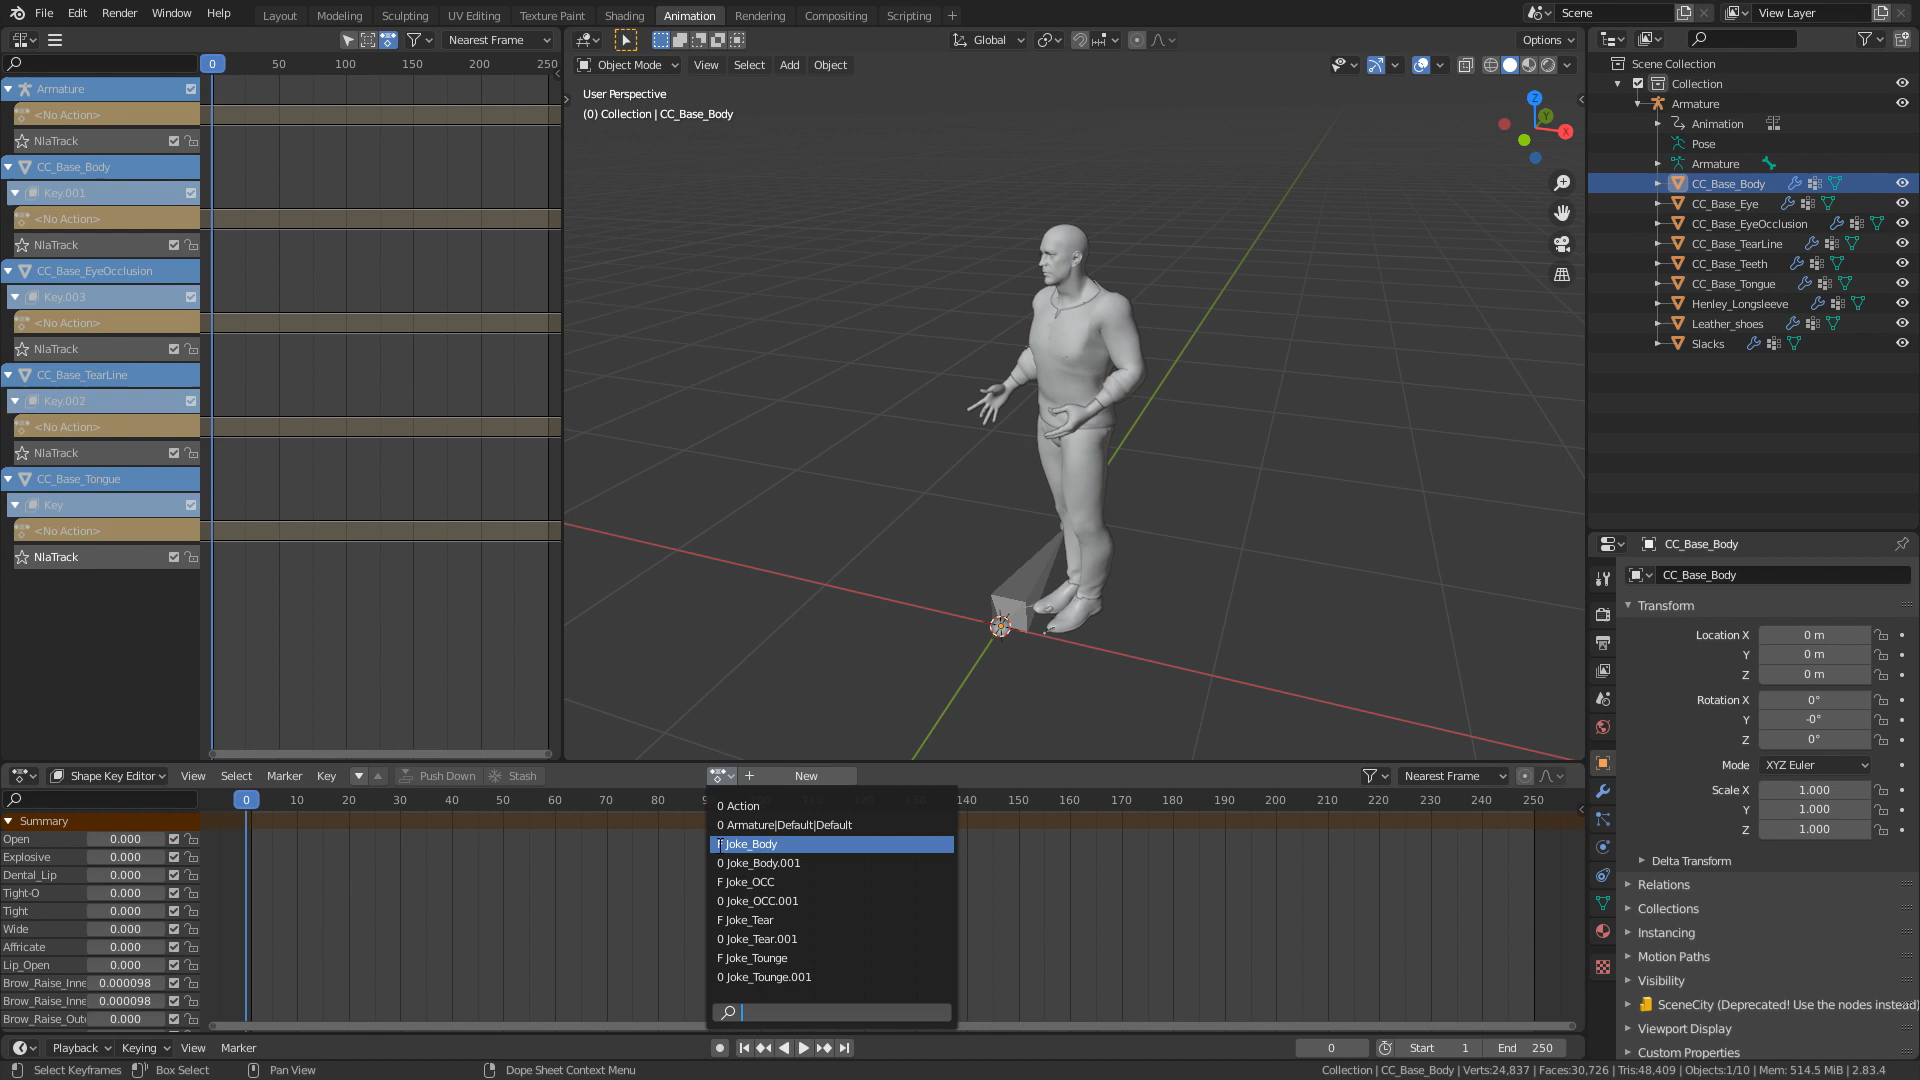 File Edit Render Window Help Layout Modeling Sculpting UV Editing Texture Paint Shading Animation Rendering Compositing Scripting + Scene View Layer
Nearest Frame Global Options
0 50 100 150 200 250
Object Mode View Select Add Object
User Perspective
(0) Collection | CC_Base_Body
Z
Y
X
Armature
<No Action>
NlaTrack
CC_Base_Body
Key.001
<No Action>
NlaTrack
CC_Base_EyeOcclusion
Key.003
<No Action>
NlaTrack
CC_Base_TearLine
Key.002
<No Action>
NlaTrack
CC_Base_Tongue
Key
<No Action>
NlaTrack
Scene Collection
Collection
Armature
Animation
Pose
Armature
CC_Base_Body
CC_Base_Eye
CC_Base_EyeOcclusion
CC_Base_TearLine
CC_Base_Teeth
CC_Base_Tongue
Henley_Longsleeve
Leather_shoes
Slacks
CC_Base_Body
CC_Base_Body
Transform
Location X 0 m
Y 0 m
Z 0 m
Rotation X 0°
Y -0°
Z 0°
Mode XYZ Euler
Scale X 1.000
Y 1.000
Z 1.000
Delta Transform
Relations
Collections
Instancing
Motion Paths
Visibility
SceneCity (Deprecated! Use the nodes instead)
Viewport Display
Custom Properties
Shape Key Editor View Select Marker Key Push Down Stash New Nearest Frame
0 10 20 30 40 50 60 70 80 140 150 160 170 180 190 200 210 220 230 240 250
Summary
Open 0.000
Explosive 0.000
Dental_Lip 0.000
Tight-O 0.000
Tight 0.000
Wide 0.000
Affricate 0.000
Lip_Open 0.000
Brow_Raise_Inne 0.000098
Brow_Raise_Inne 0.000098
Brow_Raise_Oute 0.000
0 Action
0 Armature|Default|Default
F Joke_Body
0 Joke_Body.001
F Joke_OCC
0 Joke_OCC.001
F Joke_Tear
0 Joke_Tear.001
F Joke_Tounge
0 Joke_Tounge.001
Playback Keying View Marker 0 Start 1 End 250
Select Keyframes Box Select Pan View Dope Sheet Context Menu Collection | CC_Base_Body | Verts:24,837 | Faces:30,726 | Tris:48,409 | Objects:1/10 | Mem: 514.5 MiB | 2.83.4